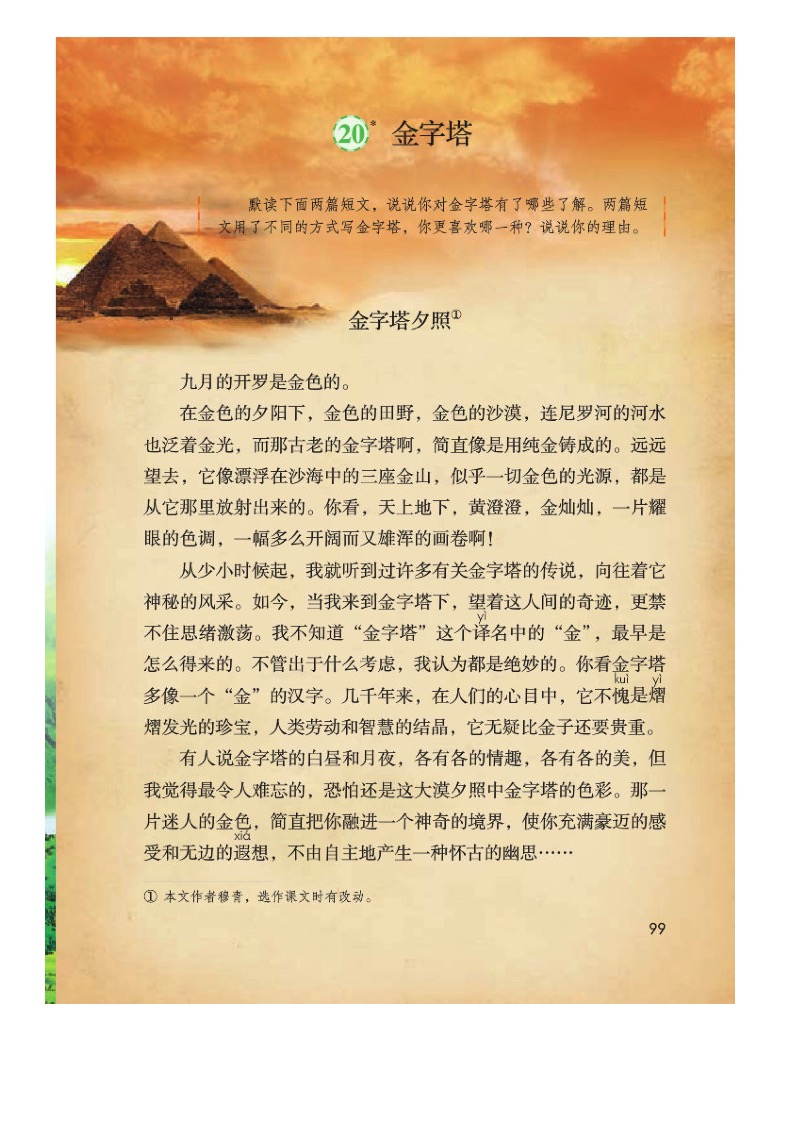 20* 金字塔
默读下面两篇短文，说说你对金字塔有了哪些了解。两篇短
文用了不同的方式写金字塔，你更喜欢哪一种？说说你的理由。
金字塔夕照①
九月的开罗是金色的。
在金色的夕阳下，金色的田野，金色的沙漠，连尼罗河的河水
也泛着金光，而那古老的金字塔啊，简直像是用纯金铸成的。远远
望去，它像漂浮在沙海中的三座金山，似乎一切金色的光源，都是
从它那里放射出来的。你看，天上地下，黄澄澄，金灿灿，一片耀
眼的色调，一幅多么开阔而又雄浑的画卷啊！
从少小时候起，我就听到过许多有关金字塔的传说，向往着它
神秘的风采。如今，当我来到金字塔下，望着这人间的奇迹，更禁
yì
不住思绪激荡。我不知道“金字塔”这个译名中的“金”，最早是
怎么得来的。不管出于什么考虑，我认为都是绝妙的。你看金字塔
kuì yì
多像一个“金”的汉字。几千年来，在人们的心目中，它不愧是熠
熠发光的珍宝，人类劳动和智慧的结晶，它无疑比金子还要贵重。
有人说金字塔的白昼和月夜，各有各的情趣，各有各的美，但
我觉得最令人难忘的，恐怕还是这大漠夕照中金字塔的色彩。那一
片迷人的金色，简直把你融进一个神奇的境界，使你充满豪迈的感
xiá
受和无边的遐想，不由自主地产生一种怀古的幽思……
① 本文作者穆青，选作课文时有改动。
99